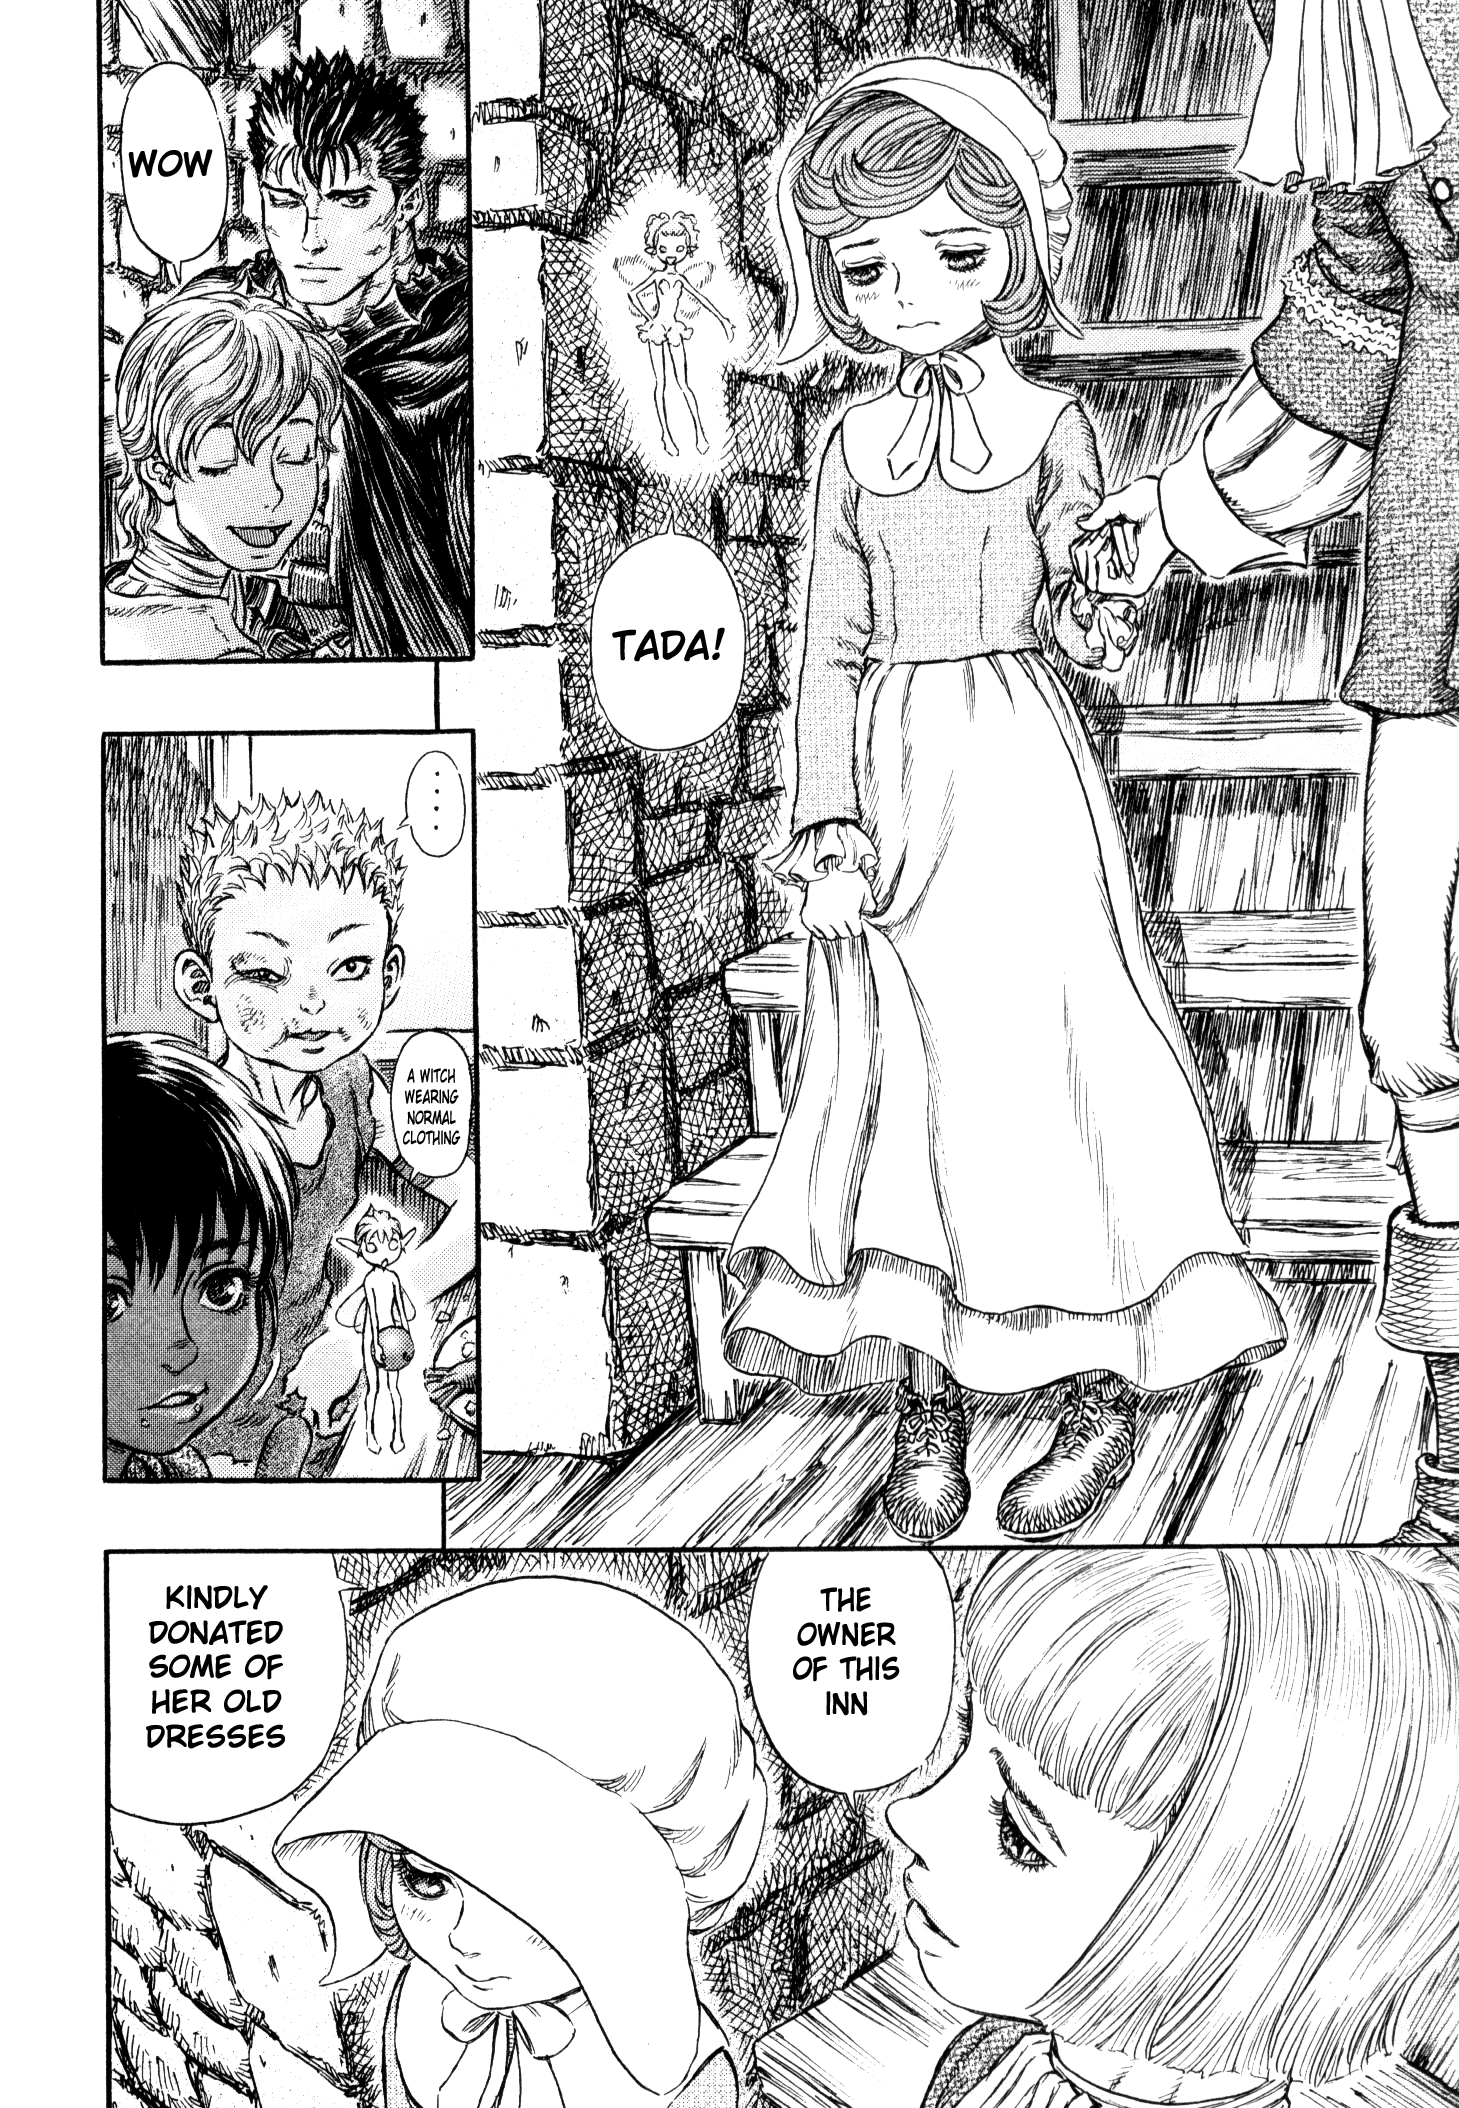 TADA!
WOW
....
A WITCH
WEARING
NORMAL
CLOTHING
THE
OWNER
OF THIS
INN
KINDLY
DONATED
SOME OF
HER OLD
DRESSES